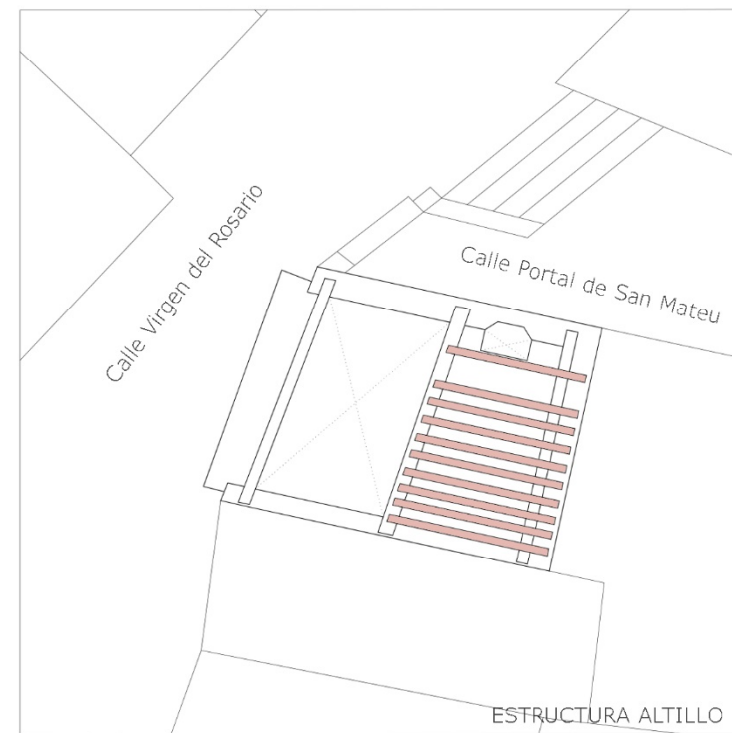 Calle Virgen del Rosario
Calle Portal de San Mateu
ESTRUCTURA ALTILLO